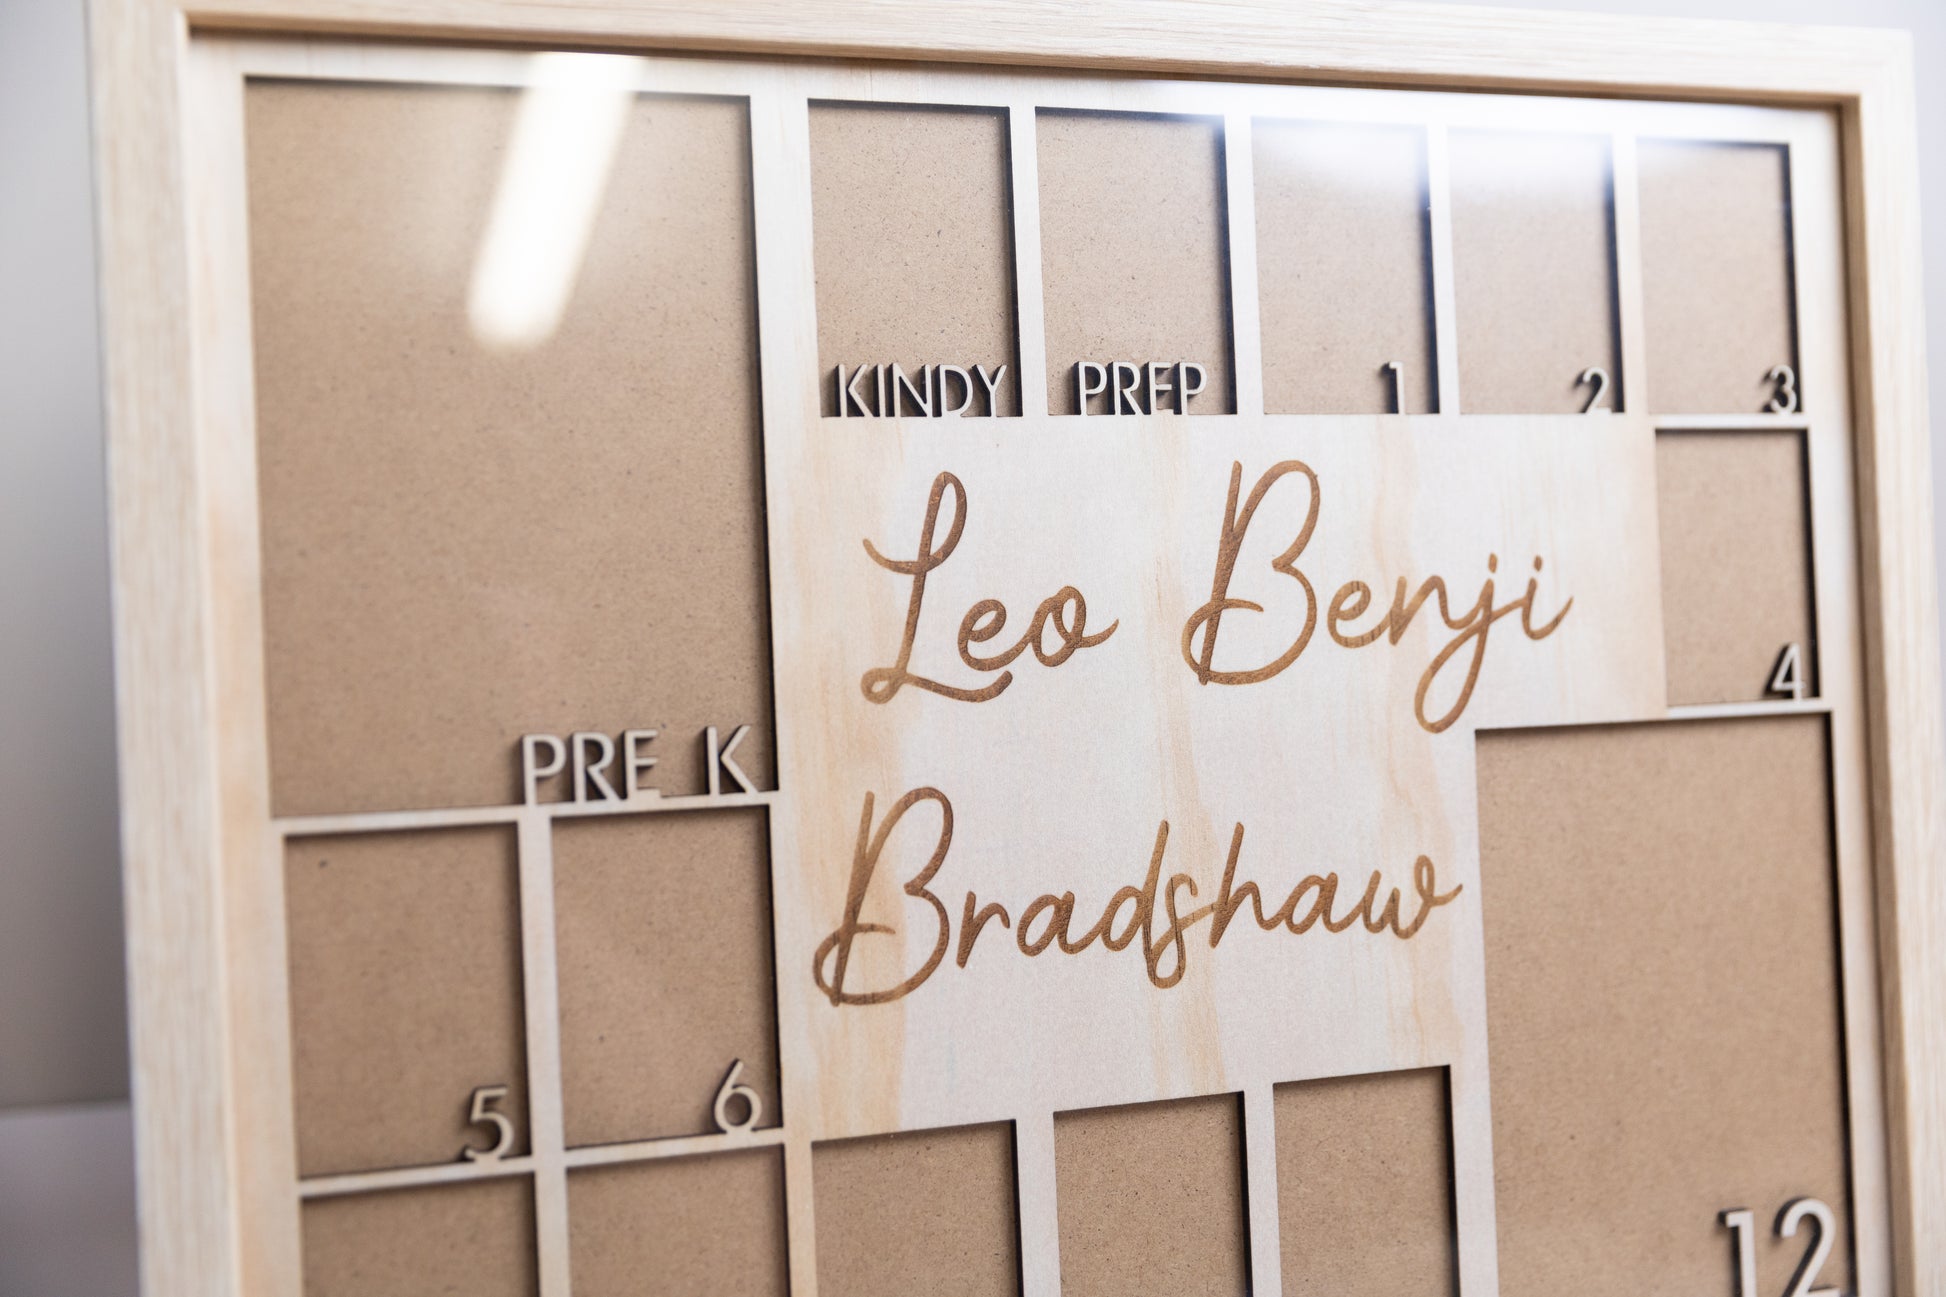 KINDY PREP 1 2 3
Leo Benji
4
PRE K
Bradshaw
5 6
12